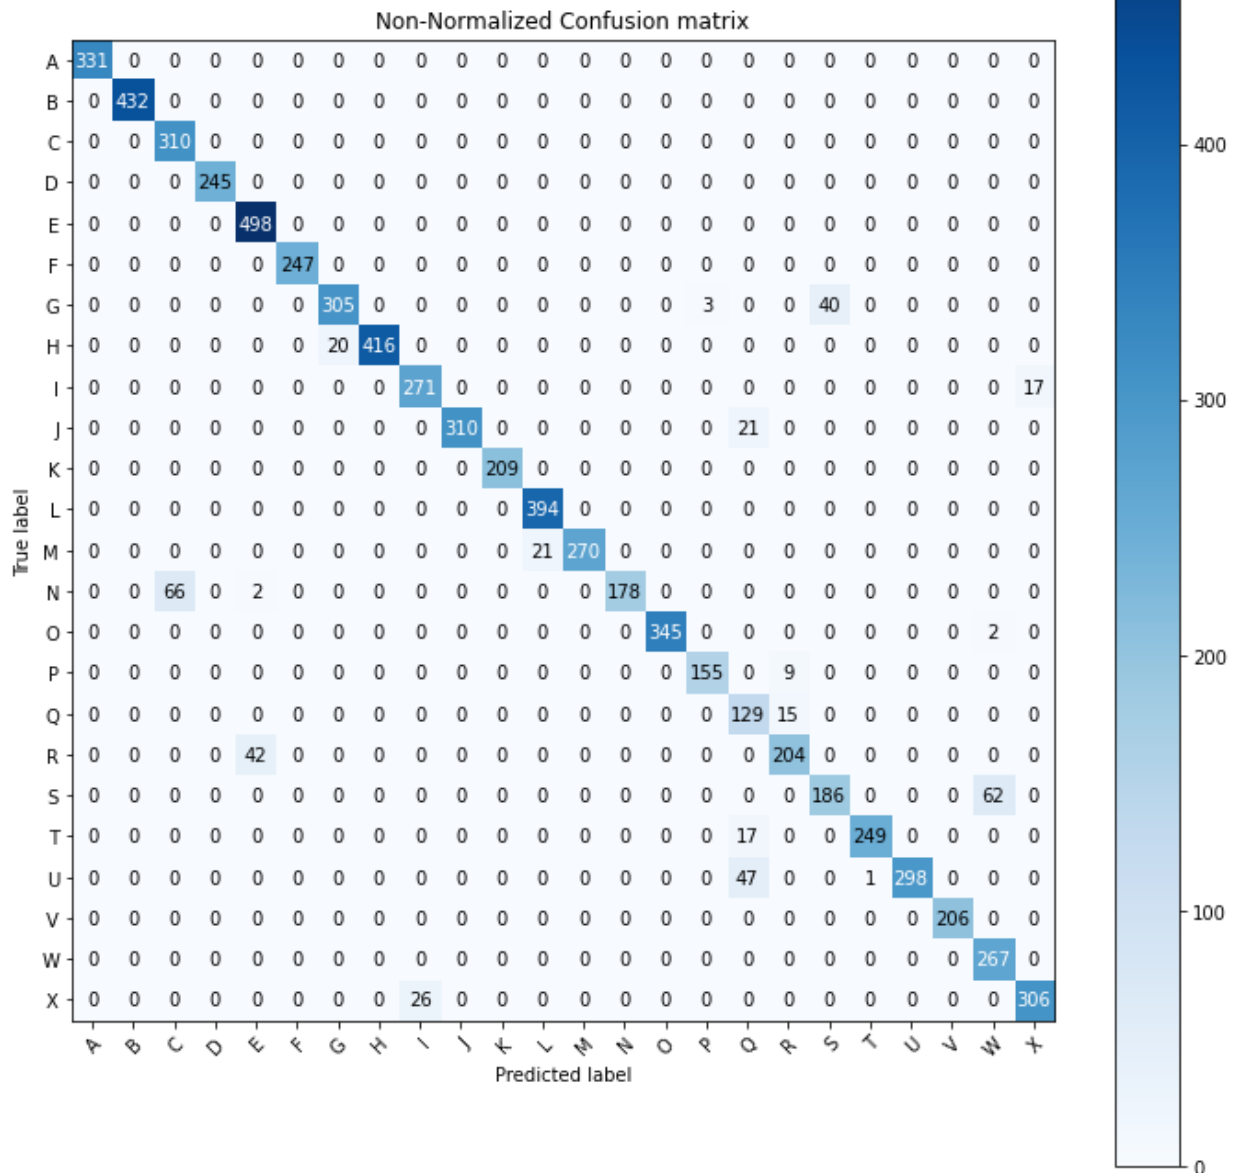 Non-Normalized Confusion matrix
A 331 0 0 0 0 0 0 0 0 0 0 0 0 0 0 0 0 0 0 0 0 0 0 0
B 0 432 0 0 0 0 0 0 0 0 0 0 0 0 0 0 0 0 0 0 0 0 0 0
C 0 0 310 0 0 0 0 0 0 0 0 0 0 0 0 0 0 0 0 0 0 0 0 0
D 0 0 0 245 0 0 0 0 0 0 0 0 0 0 0 0 0 0 0 0 0 0 0 0
E 0 0 0 0 498 0 0 0 0 0 0 0 0 0 0 0 0 0 0 0 0 0 0 0
F 0 0 0 0 0 247 0 0 0 0 0 0 0 0 0 0 0 0 0 0 0 0 0 0
G 0 0 0 0 0 0 305 0 0 0 0 0 0 0 0 3 0 0 40 0 0 0 0 0
H 0 0 0 0 0 0 20 416 0 0 0 0 0 0 0 0 0 0 0 0 0 0 0 0
I 0 0 0 0 0 0 0 0 271 0 0 0 0 0 0 0 0 0 0 0 0 0 0 17
J 0 0 0 0 0 0 0 0 0 310 0 0 0 0 0 0 21 0 0 0 0 0 0 0
K 0 0 0 0 0 0 0 0 0 0 209 0 0 0 0 0 0 0 0 0 0 0 0 0
L 0 0 0 0 0 0 0 0 0 0 0 394 0 0 0 0 0 0 0 0 0 0 0 0
M 0 0 0 0 0 0 0 0 0 0 0 21 270 0 0 0 0 0 0 0 0 0 0 0
N 0 0 66 0 2 0 0 0 0 0 0 0 0 178 0 0 0 0 0 0 0 0 0 0
O 0 0 0 0 0 0 0 0 0 0 0 0 0 0 345 0 0 0 0 0 0 0 2 0
P 0 0 0 0 0 0 0 0 0 0 0 0 0 0 0 155 0 9 0 0 0 0 0 0
Q 0 0 0 0 0 0 0 0 0 0 0 0 0 0 0 0 129 15 0 0 0 0 0 0
R 0 0 0 0 42 0 0 0 0 0 0 0 0 0 0 0 0 204 0 0 0 0 0 0
S 0 0 0 0 0 0 0 0 0 0 0 0 0 0 0 0 0 0 186 0 0 0 62 0
T 0 0 0 0 0 0 0 0 0 0 0 0 0 0 0 0 17 0 0 249 0 0 0 0
U 0 0 0 0 0 0 0 0 0 0 0 0 0 0 0 0 47 0 0 1 298 0 0 0
V 0 0 0 0 0 0 0 0 0 0 0 0 0 0 0 0 0 0 0 0 0 206 0 0
W 0 0 0 0 0 0 0 0 0 0 0 0 0 0 0 0 0 0 0 0 0 0 267 0
X 0 0 0 0 0 0 0 0 26 0 0 0 0 0 0 0 0 0 0 0 0 0 0 306
A B C D E F G H I J K L M N O P Q R S T U V W X
Predicted label
True label
400
300
200
100
0